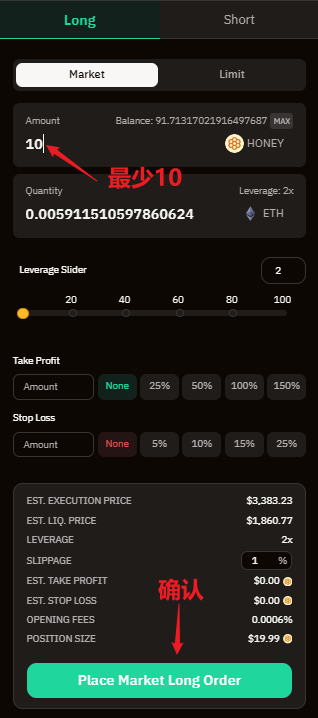 Long Short
Market Limit
Amount Balance: 91.71317021916497687 MAX
10 HONEY
最少10
Quantity Leverage: 2x
0.005911510597860624 ETH
Leverage Slider 2
20 40 60 80 100
Take Profit
Amount None 25% 50% 100% 150%
Stop Loss
Amount None 5% 10% 15% 25%
EST. EXECUTION PRICE $3,383.23
EST. LIQ. PRICE $1,860.77
LEVERAGE 2x
SLIPPAGE 1 %
EST. TAKE PROFIT $0.00
确认
EST. STOP LOSS $0.00
OPENING FEES 0.0006%
POSITION SIZE $19.99
Place Market Long Order